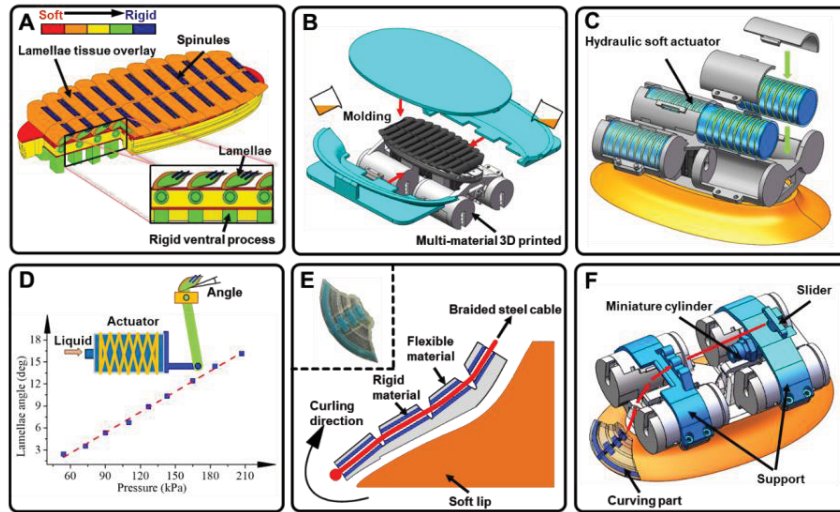 A
Soft Rigid
Lamellae tissue overlay
Spinules
Lamellae
Rigid ventral process
B
Molding
Multi-material 3D printed
C
Hydraulic soft actuator
D
Angle
Actuator
Liquid
Lamellae angle (deg)
18
15
12
9
6
3
60 90 120 150 180 210
Pressure (kPa)
E
Braided steel cable
Flexible
material
Rigid
material
Curling
direction
Soft lip
F
Slider
Miniature cylinder
Support
Curving part